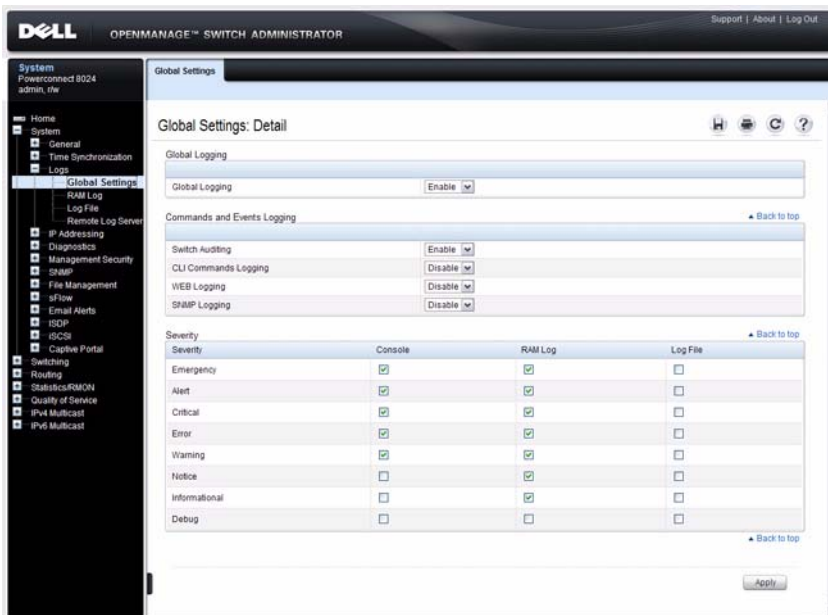 Support | About | Log Out
DELL OPENMANAGE™ SWITCH ADMINISTRATOR
System
Powerconnect 8024
admin, r/w
Home
System
General
Time Synchronization
Logs
Global Settings
RAM Log
Log File
Remote Log Server
IP Addressing
Diagnostics
Management Security
SNMP
File Management
sFlow
Email Alerts
ISDP
iSCSI
Captive Portal
Switching
Routing
Statistics/RMON
Quality of Service
IPv4 Multicast
IPv6 Multicast
Global Settings
Global Settings: Detail
Global Logging
Global Logging Enable
Commands and Events Logging Back to top
Switch Auditing Enable
CLI Commands Logging Disable
WEB Logging Disable
SNMP Logging Disable
Severity Back to top
Severity Console RAM Log Log File
Emergency
Alert
Critical
Error
Warning
Notice
Informational
Debug
Back to top
Apply